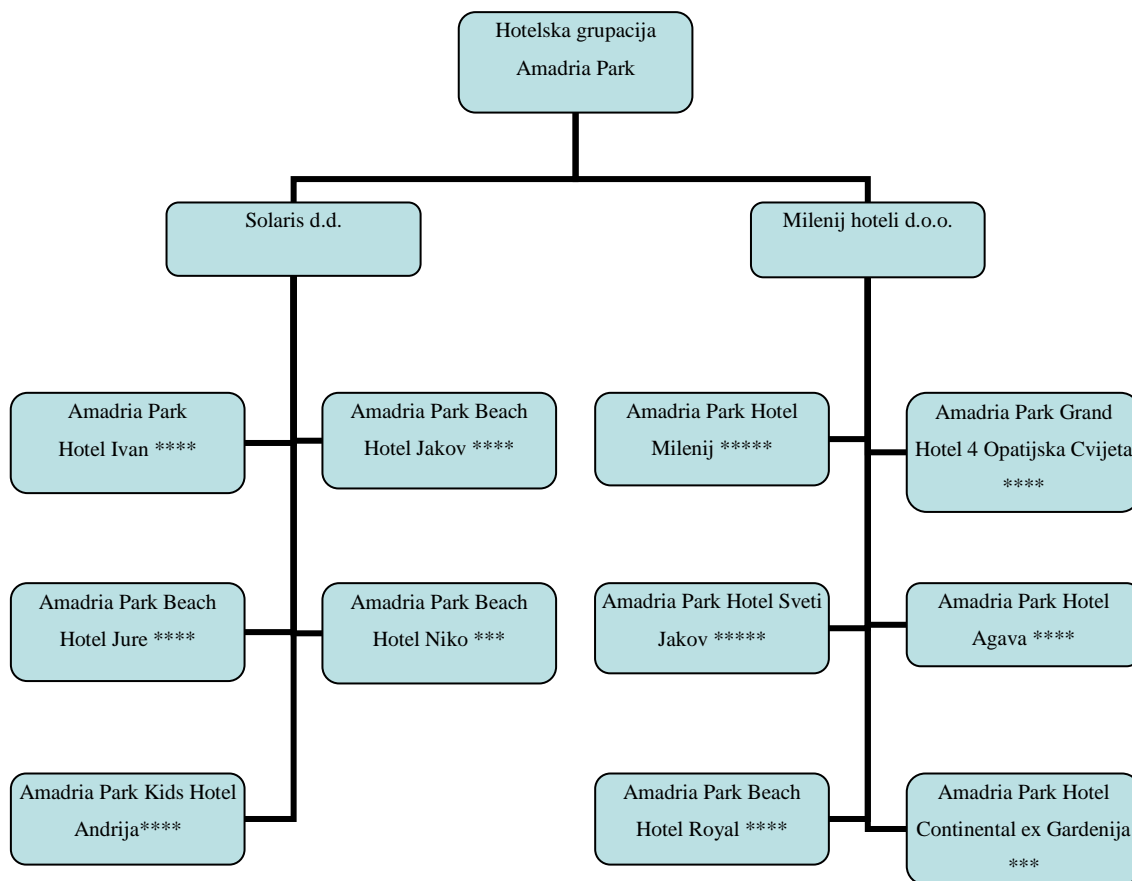 Hotelska grupacija
Amadria Park
Solaris d.d.
Milenij hoteli d.o.o.
Amadria Park
Hotel Ivan ****
Amadria Park Beach
Hotel Jakov ****
Amadria Park Hotel
Milenij *****
Amadria Park Grand
Hotel 4 Opatijska Cvijeta
****
Amadria Park Beach
Hotel Jure ****
Amadria Park Beach
Hotel Niko ***
Amadria Park Hotel Sveti
Jakov *****
Amadria Park Hotel
Agava ****
Amadria Park Kids Hotel
Andrija****
Amadria Park Beach
Hotel Royal ****
Amadria Park Hotel
Continental ex Gardenija
***